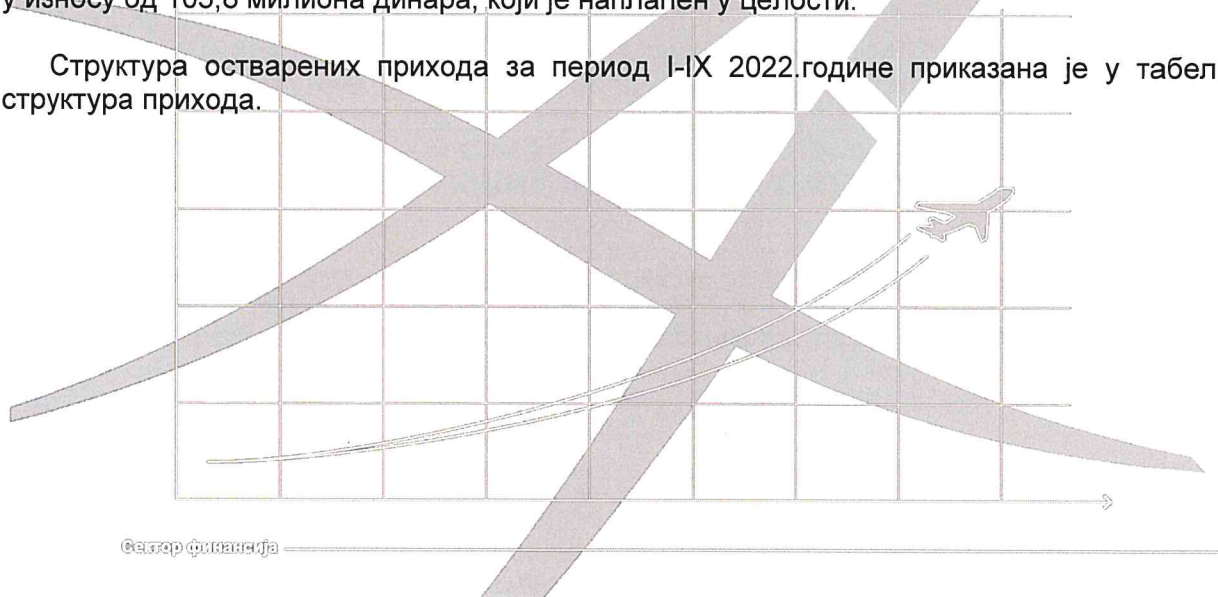 у износу од 105,8 милиона динара, који је наплаћен у целости.
Структура остварених прихода за период I-IX 2022.године приказана је у табел
структура прихода.
Сектор финансија